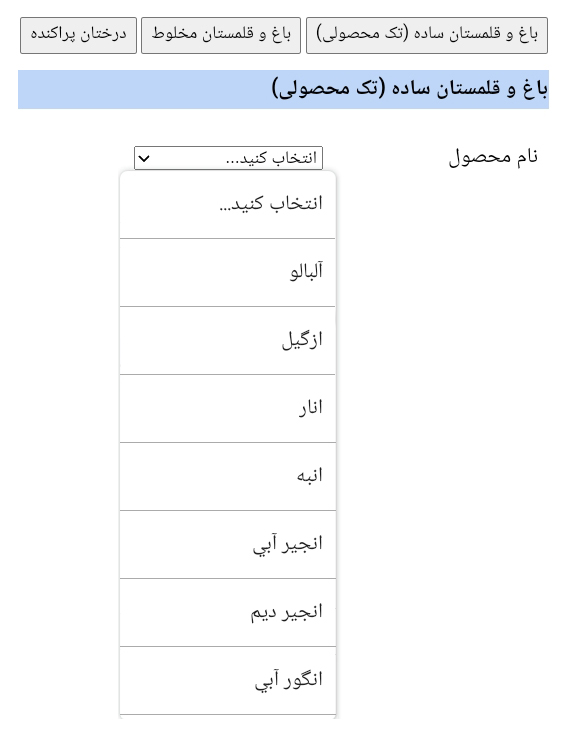 باغ و قلمستان ساده (تک محصولی) باغ و قلمستان مخلوط درختان پراکنده
باغ و قلمستان ساده (تک محصولی)
نام محصول انتخاب کنید...
انتخاب کنید...
آلبالو
ازگیل
انار
انبه
انجیر آبي
انجیر دیم
انگور آبي